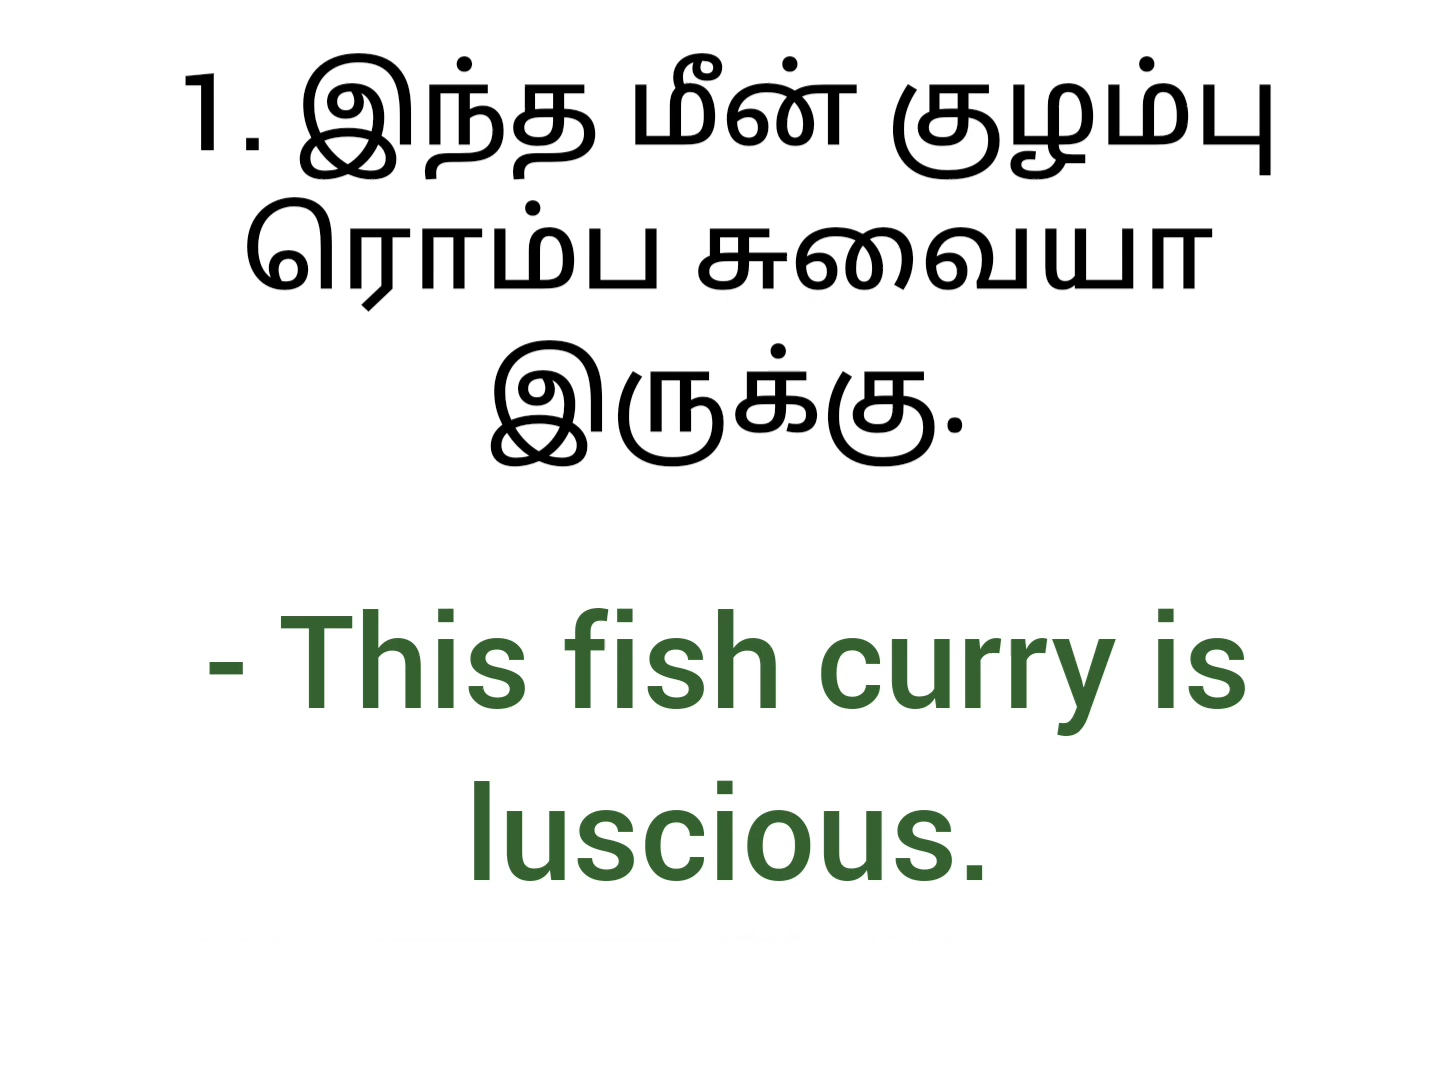 1. இந்த மீன் குழம்பு
ரொம்ப சுவையா
இருக்கு.
- This fish curry is
luscious.